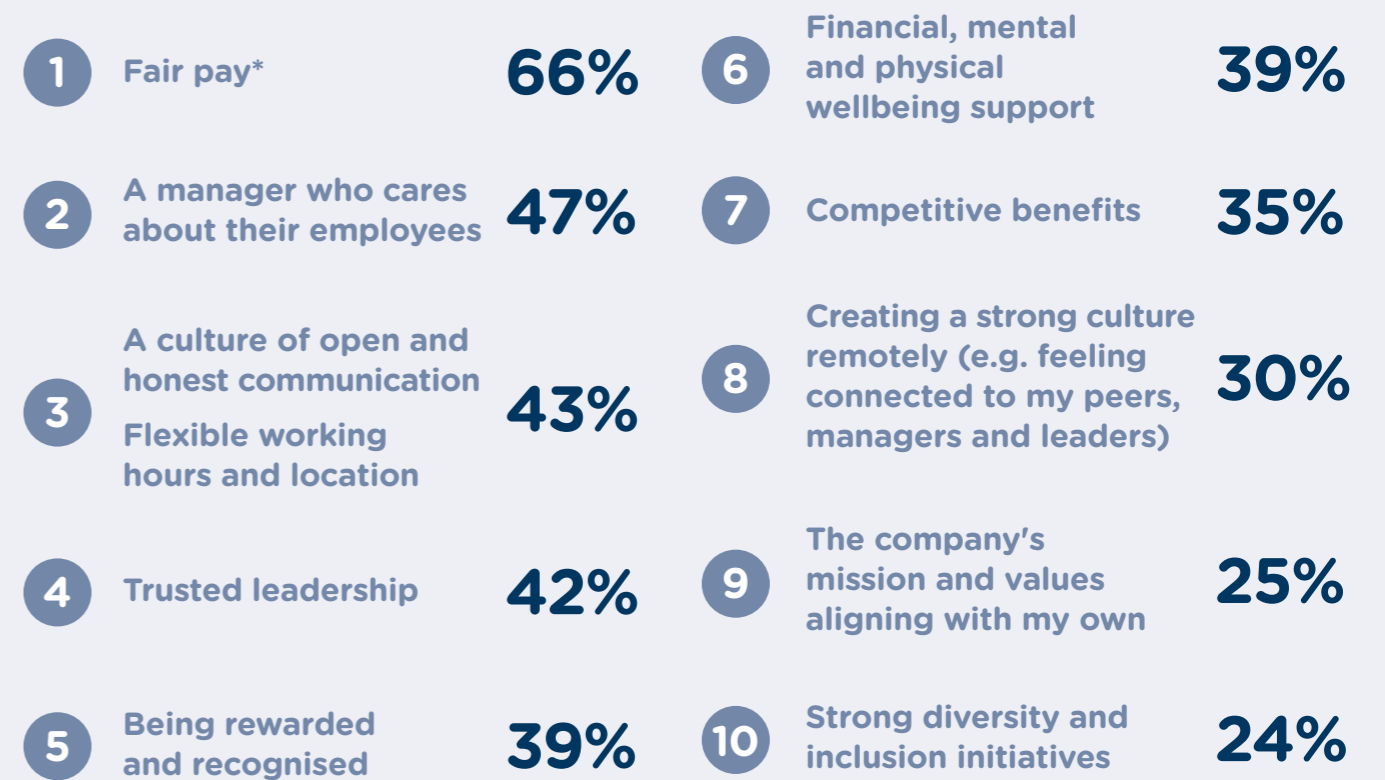 1
Fair pay*
66%
2
A manager who cares
about their employees
47%
3
A culture of open and
honest communication
Flexible working
hours and location
43%
4
Trusted leadership
42%
5
Being rewarded
and recognised
39%
6
Financial, mental
and physical
wellbeing support
39%
7
Competitive benefits
35%
8
Creating a strong culture
remotely (e.g. feeling
connected to my peers,
managers and leaders)
30%
9
The company's
mission and values
aligning with my own
25%
10
Strong diversity and
inclusion initiatives
24%